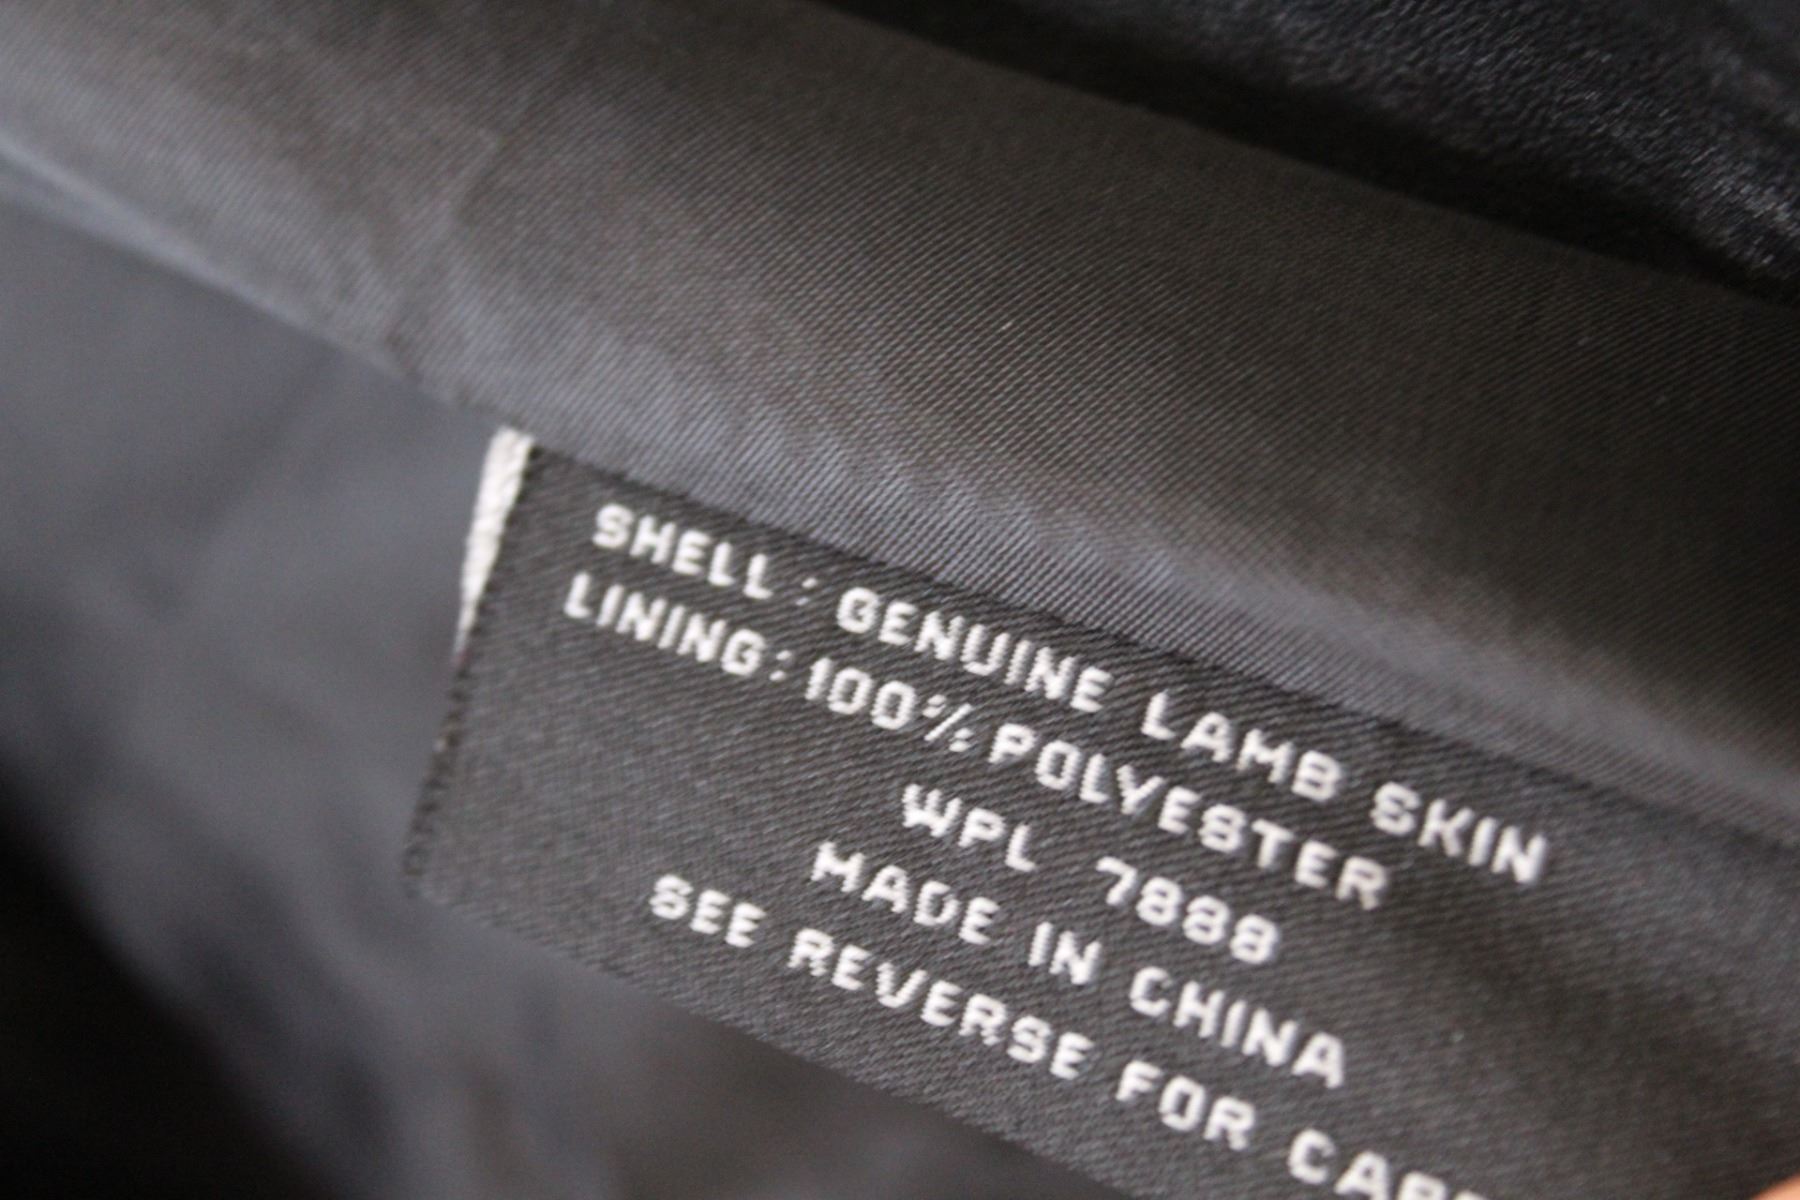 SHELL: GENUINE LAMB SKIN
LINING: 100% POLYESTER
WPL 7888
MADE IN CHINA
SEE REVERSE FOR